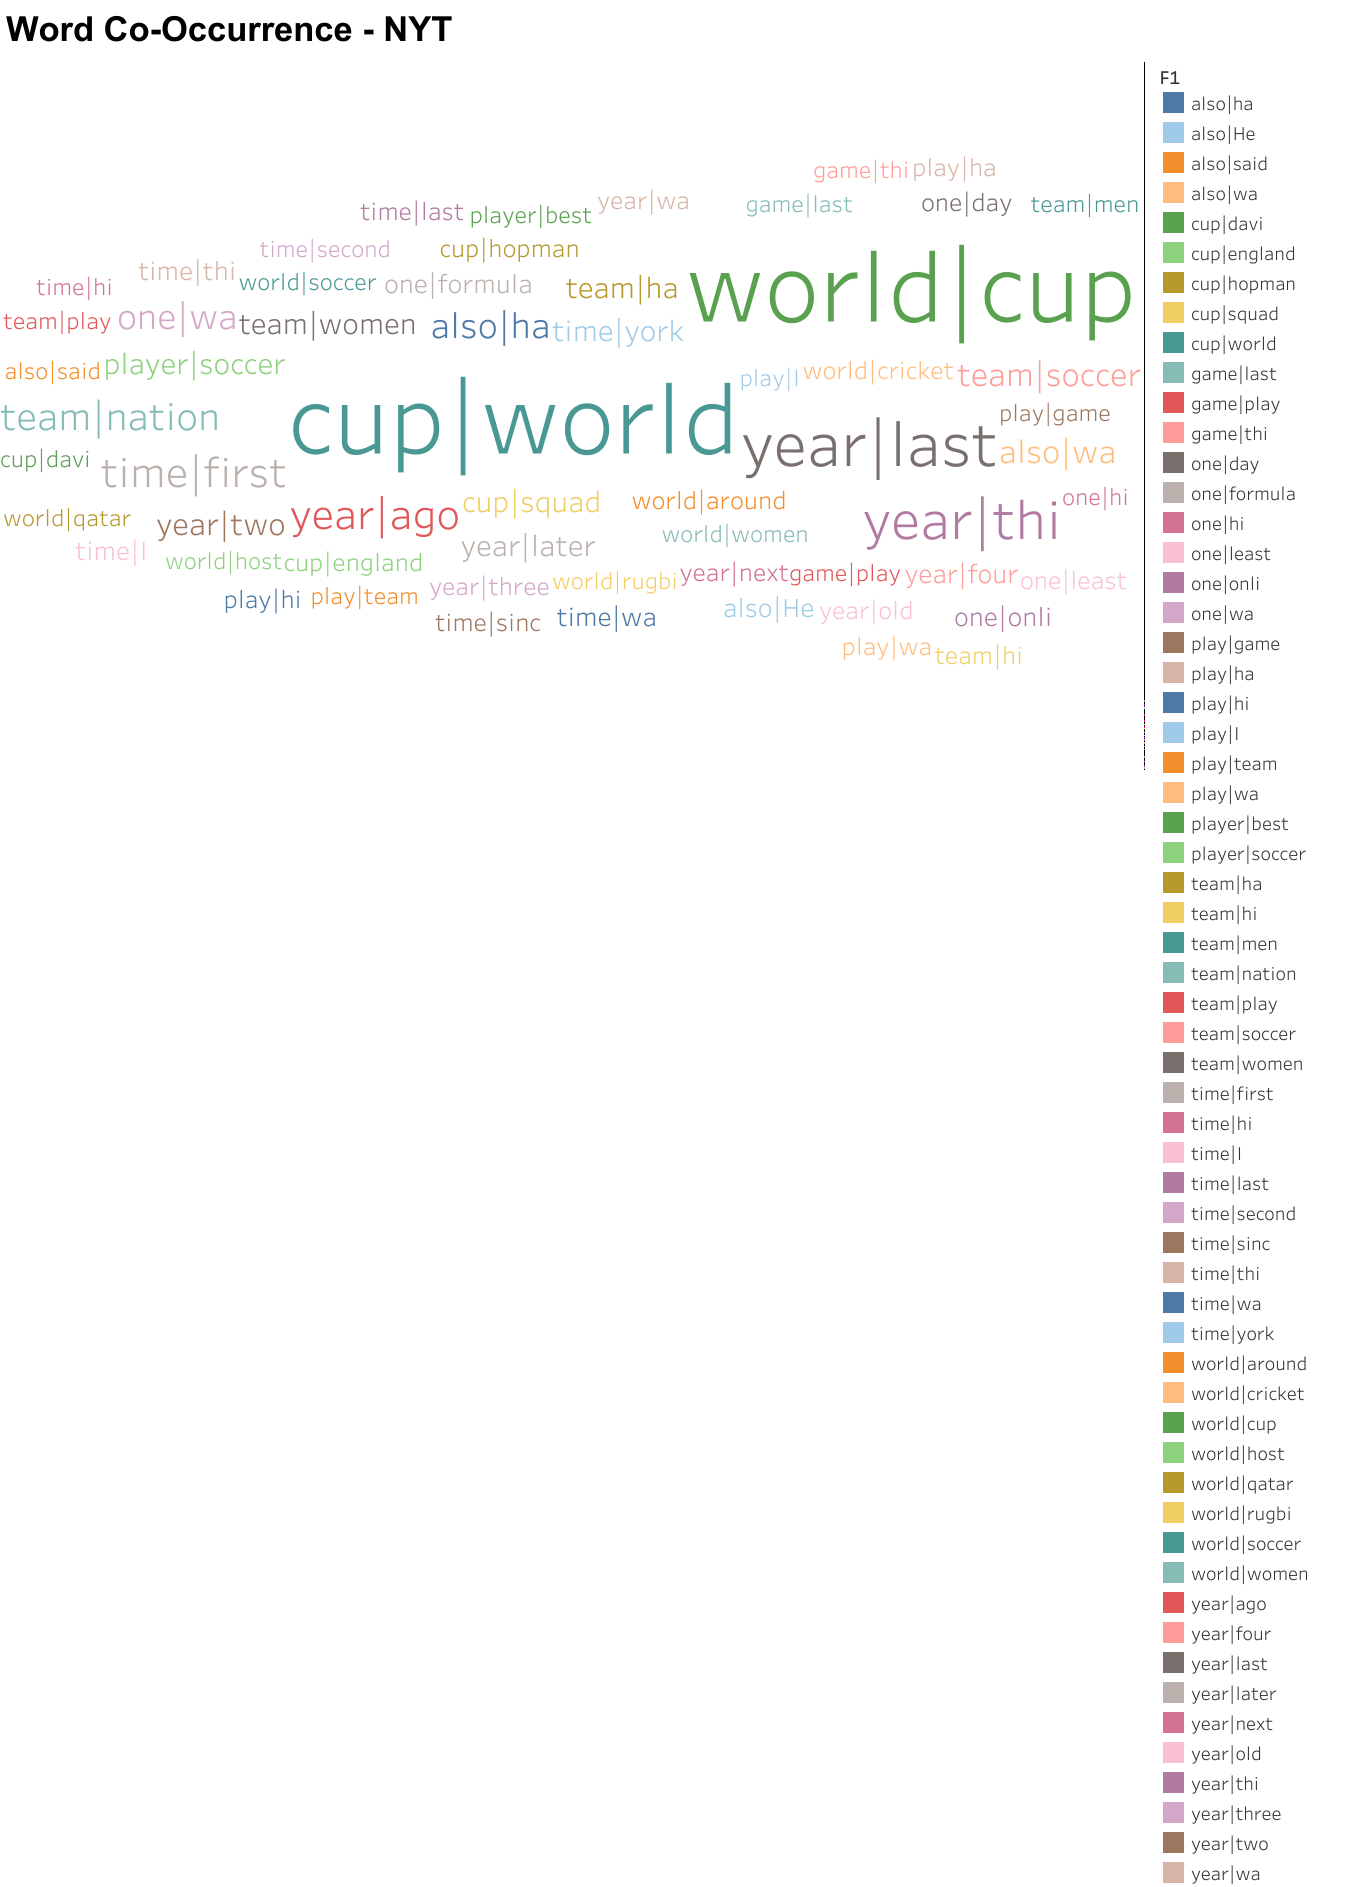 Word Co-Occurrence - NYT
game|thi play|ha
time|last player|best year|wa game|last one|day team|men
time|second cup|hopman
time|hi time|thi world|soccer one|formula team|ha world|cup
team|play one|wa team|women also|ha time|york
also|said player|soccer play|I world|cricket team|soccer
team|nation cup|world year|last play|game
cup|davi time|first also|wa
world|qatar year|two year|ago cup|squad world|around year|thi one|hi
time|I world|host cup|england year|later world|women
play|hi play|team year|three world|rugbi year|next game|play year|four one|least
time|sinc time|wa also|He year|old one|onli
play|wa team|hi
F1
also|ha
also|He
also|said
also|wa
cup|davi
cup|england
cup|hopman
cup|squad
cup|world
game|last
game|play
game|thi
one|day
one|formula
one|hi
one|least
one|onli
one|wa
play|game
play|ha
play|hi
play|I
play|team
play|wa
player|best
player|soccer
team|ha
team|hi
team|men
team|nation
team|play
team|soccer
team|women
time|first
time|hi
time|I
time|last
time|second
time|sinc
time|thi
time|wa
time|york
world|around
world|cricket
world|cup
world|host
world|qatar
world|rugbi
world|soccer
world|women
year|ago
year|four
year|last
year|later
year|next
year|old
year|thi
year|three
year|two
year|wa